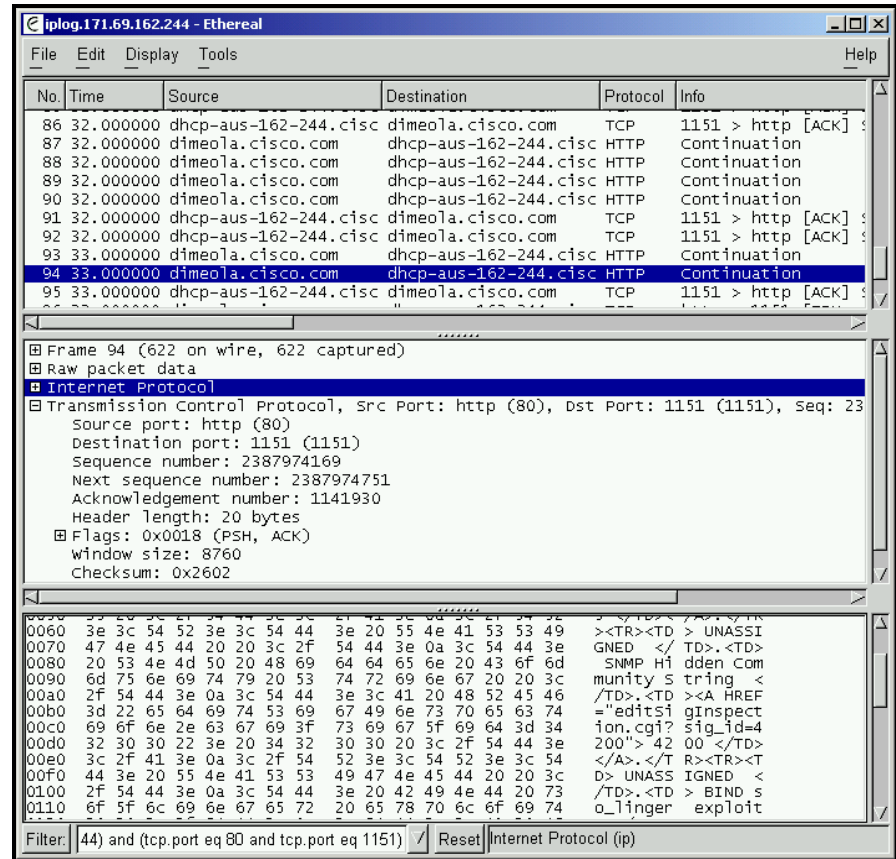 iplog.171.69.162.244 - Ethereal
File Edit Display Tools Help
No. Time Source Destination Protocol Info
86 32.000000 dhcp-aus-162-244.cisc dimeola.cisco.com TCP 1151 > http [ACK]
87 32.000000 dimeola.cisco.com dhcp-aus-162-244.cisc HTTP Continuation
88 32.000000 dimeola.cisco.com dhcp-aus-162-244.cisc HTTP Continuation
89 32.000000 dimeola.cisco.com dhcp-aus-162-244.cisc HTTP Continuation
90 32.000000 dimeola.cisco.com dhcp-aus-162-244.cisc HTTP Continuation
91 32.000000 dhcp-aus-162-244.cisc dimeola.cisco.com TCP 1151 > http [ACK]
92 32.000000 dhcp-aus-162-244.cisc dimeola.cisco.com TCP 1151 > http [ACK]
93 33.000000 dimeola.cisco.com dhcp-aus-162-244.cisc HTTP Continuation
94 33.000000 dimeola.cisco.com dhcp-aus-162-244.cisc HTTP Continuation
95 33.000000 dhcp-aus-162-244.cisc dimeola.cisco.com TCP 1151 > http [ACK]
Frame 94 (622 on wire, 622 captured)
Raw packet data
Internet Protocol
Transmission Control Protocol, Src Port: http (80), Dst Port: 1151 (1151), Seq: 23
Source port: http (80)
Destination port: 1151 (1151)
Sequence number: 2387974169
Next sequence number: 2387974751
Acknowledgement number: 1141930
Header length: 20 bytes
Flags: 0x0018 (PSH, ACK)
Window size: 8760
Checksum: 0x2602
0060 3e 3c 54 52 3e 3c 54 44 3e 20 55 4e 41 53 53 49 ><TR><TD > UNASSI
0070 47 4e 45 44 20 20 3c 2f 54 44 3e 0a 3c 54 44 3e GNED </ TD>.<TD>
0080 20 53 4e 4d 50 20 48 69 64 64 65 6e 20 43 6f 6d SNMP Hi dden Com
0090 6d 75 6e 69 74 79 20 53 74 72 69 6e 67 20 20 3c munity S tring <
00a0 2f 54 44 3e 0a 3c 54 44 3e 3c 41 20 48 52 45 46 /TD>.<TD ><A HREF
00b0 3d 22 65 64 69 74 53 69 67 49 6e 73 70 65 63 74 ="editSi gInspect
00c0 69 6f 6e 2e 63 67 69 3f 73 69 67 5f 69 64 3d 34 ion.cgi? sig_id=4
00d0 32 30 30 22 3e 20 34 32 30 30 20 3c 2f 54 44 3e 200"> 42 00 </TD>
00e0 3c 2f 41 3e 0a 3c 2f 54 52 3e 3c 54 52 3e 3c 54 </A>.</T R><TR><T
00f0 44 3e 20 55 4e 41 53 53 49 47 4e 45 44 20 20 3c D> UNASS IGNED <
0100 2f 54 44 3e 0a 3c 54 44 3e 20 42 49 4e 44 20 73 /TD>.<TD > BIND s
0110 6f 5f 6c 69 6e 67 65 72 20 65 78 70 6c 6f 69 74 o_linger exploit
Filter: 44) and (tcp.port eq 80 and tcp.port eq 1151) Reset Internet Protocol (ip)